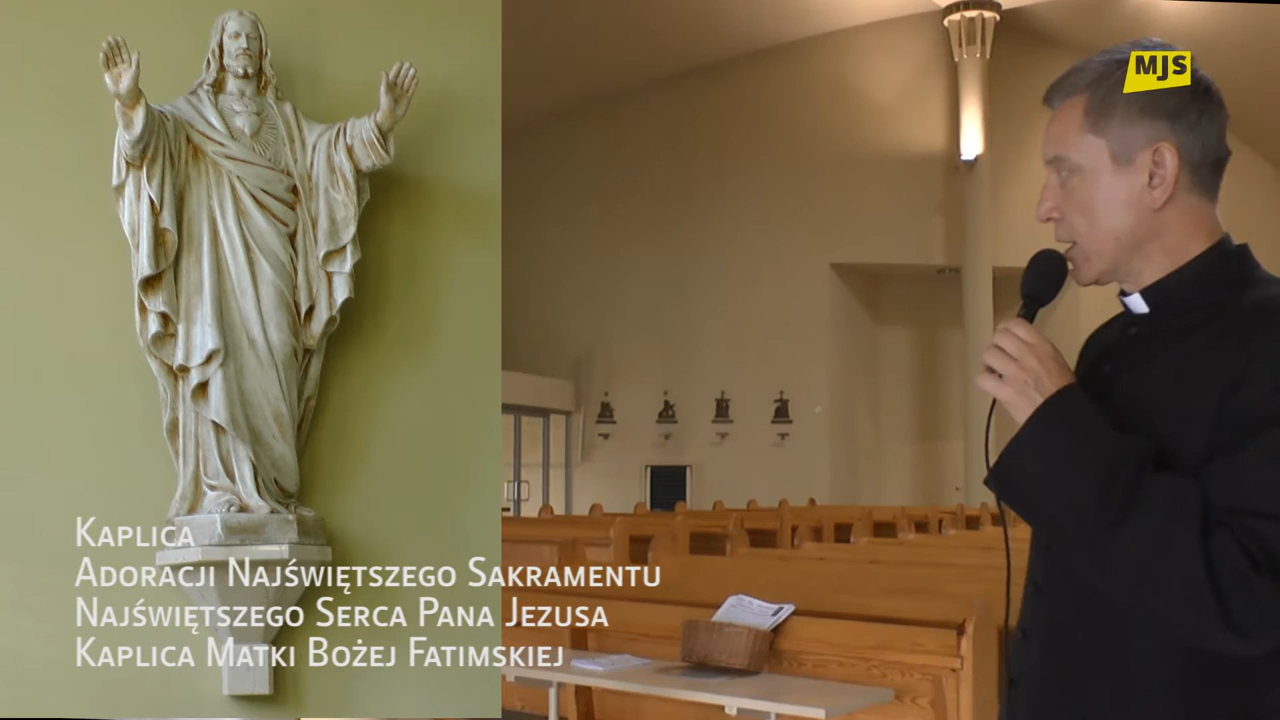 MJS
Kaplica
Adoracji Najświętszego Sakramentu
Najświętszego Serca Pana Jezusa
Kaplica Matki Bożej Fatimskiej